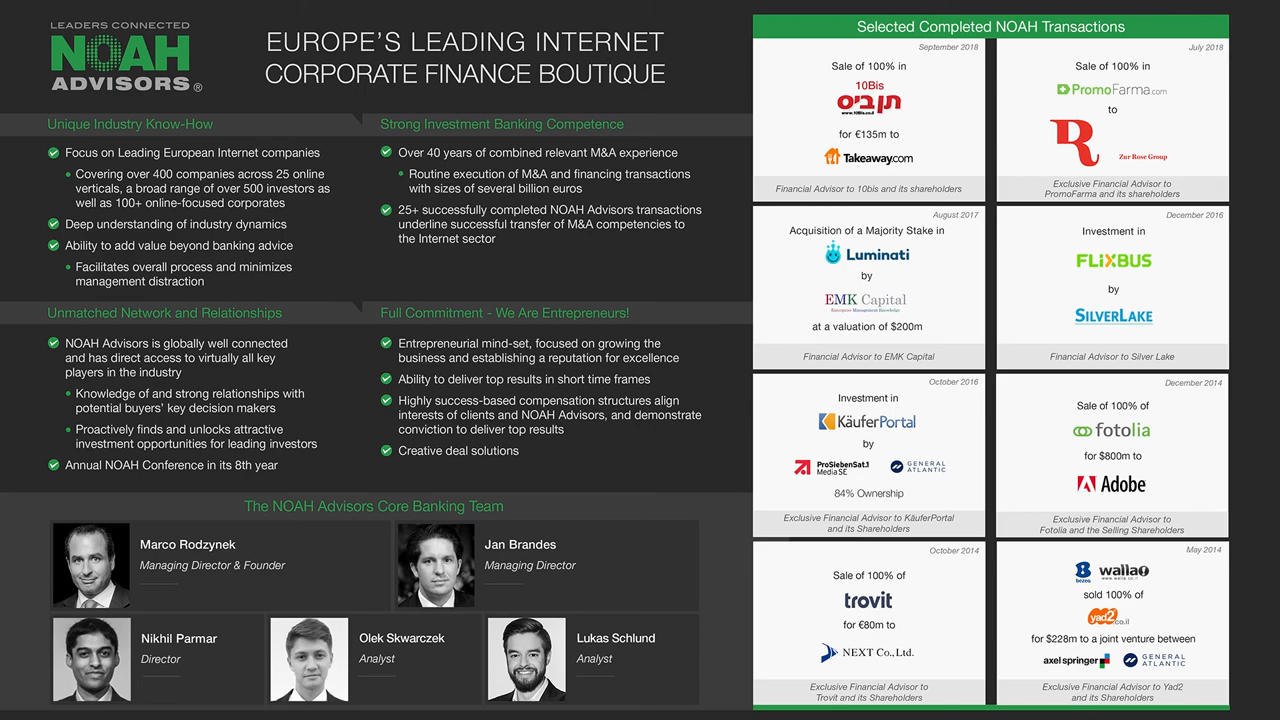 LEADERS CONNECTED
NOAH
ADVISORS®
EUROPE'S LEADING INTERNET
CORPORATE FINANCE BOUTIQUE
Unique Industry Know-How
Focus on Leading European Internet companies
• Covering over 400 companies across 25 online
verticals, a broad range of over 500 investors as
well as 100+ online-focused corporates
Deep understanding of industry dynamics
Ability to add value beyond banking advice
• Facilitates overall process and minimizes
management distraction
Strong Investment Banking Competence
Over 40 years of combined relevant M&A experience
• Routine execution of M&A and financing transactions
with sizes of several billion euros
25+ successfully completed NOAH Advisors transactions
underline successful transfer of M&A competencies to
the Internet sector
Unmatched Network and Relationships
NOAH Advisors is globally well connected
and has direct access to virtually all key
players in the industry
• Knowledge of and strong relationships with
potential buyers' key decision makers
• Proactively finds and unlocks attractive
investment opportunities for leading investors
Annual NOAH Conference in its 8th year
Full Commitment - We Are Entrepreneurs!
Entrepreneurial mind-set, focused on growing the
business and establishing a reputation for excellence
Ability to deliver top results in short time frames
Highly success-based compensation structures align
interests of clients and NOAH Advisors, and demonstrate
conviction to deliver top results
Creative deal solutions
The NOAH Advisors Core Banking Team
Marco Rodzynek
Managing Director & Founder
Jan Brandes
Managing Director
Nikhil Parmar
Director
Olek Skwarczek
Analyst
Lukas Schlund
Analyst
Selected Completed NOAH Transactions
September 2018
Sale of 100% in
10Bis
תן ביס
www.10Bis.co.il
for €135m to
Takeaway.com
Financial Advisor to 10bis and its shareholders
July 2018
Sale of 100% in
PromoFarma.com
to
R
Zur Rose Group
Exclusive Financial Advisor to
PromoFarma and its shareholders
August 2017
Acquisition of a Majority Stake in
Luminati
by
EMK Capital
Enterprise Management Knowledge
at a valuation of $200m
Financial Advisor to EMK Capital
December 2016
Investment in
FLiXBUS
by
SILVERLAKE
Financial Advisor to Silver Lake
October 2016
Investment in
KäuferPortal
by
ProSiebenSat.1
Media SE
GENERAL
ATLANTIC
84% Ownership
Exclusive Financial Advisor to KäuferPortal
and its Shareholders
December 2014
Sale of 100% of
fotolia
for $800m to
Adobe
Exclusive Financial Advisor to
Fotolia and the Selling Shareholders
October 2014
Sale of 100% of
trovit
for €80m to
NEXT Co.,Ltd.
Exclusive Financial Advisor to
Trovit and its Shareholders
May 2014
bezeq
walla!
www.walla.co.il
sold 100% of
yad2.co.il
for $228m to a joint venture between
axel springer
GENERAL
ATLANTIC
Exclusive Financial Advisor to Yad2
and its Shareholders